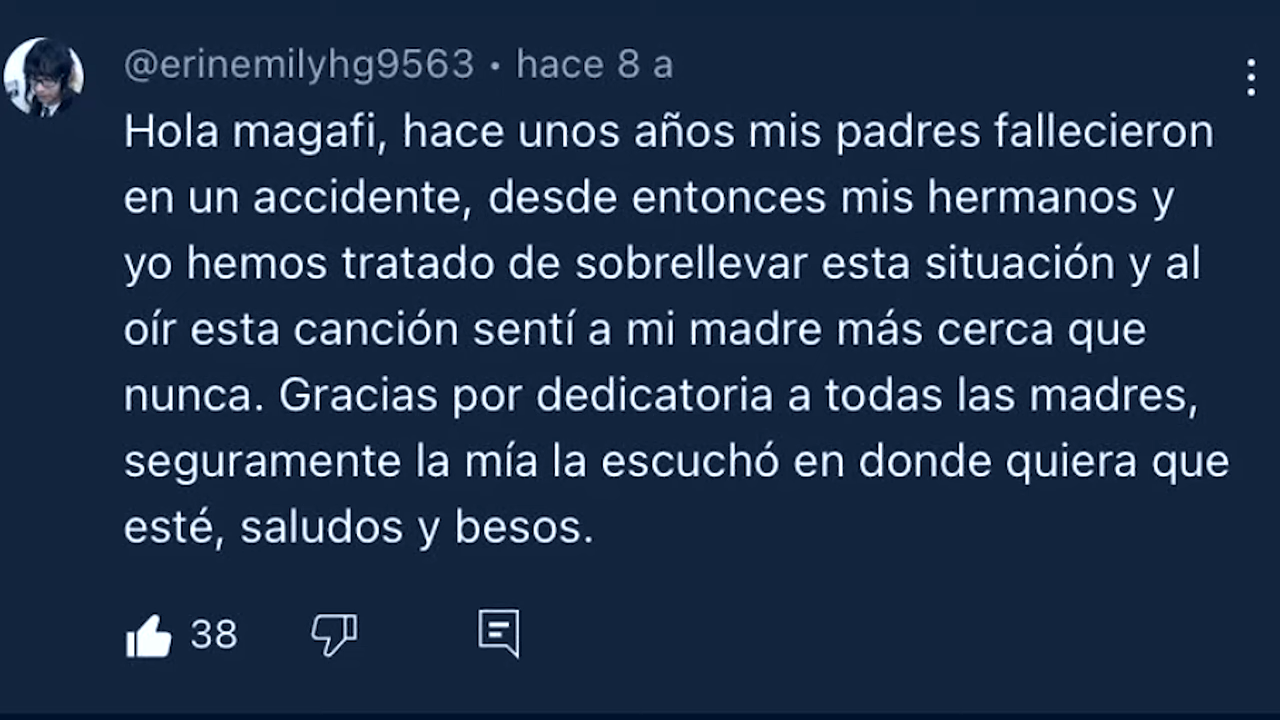 @erinemilyhg9563 • hace 8 a
Hola magafi, hace unos años mis padres fallecieron
en un accidente, desde entonces mis hermanos y
yo hemos tratado de sobrellevar esta situación y al
oír esta canción sentí a mi madre más cerca que
nunca. Gracias por dedicatoria a todas las madres,
seguramente la mía la escuchó en donde quiera que
esté, saludos y besos.
38